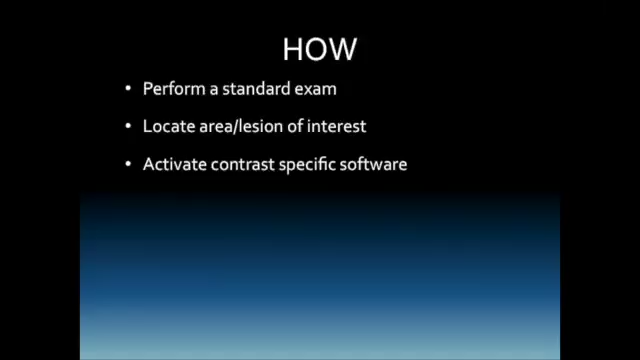 HOW
• Perform a standard exam
• Locate area/lesion of interest
• Activate contrast specific software